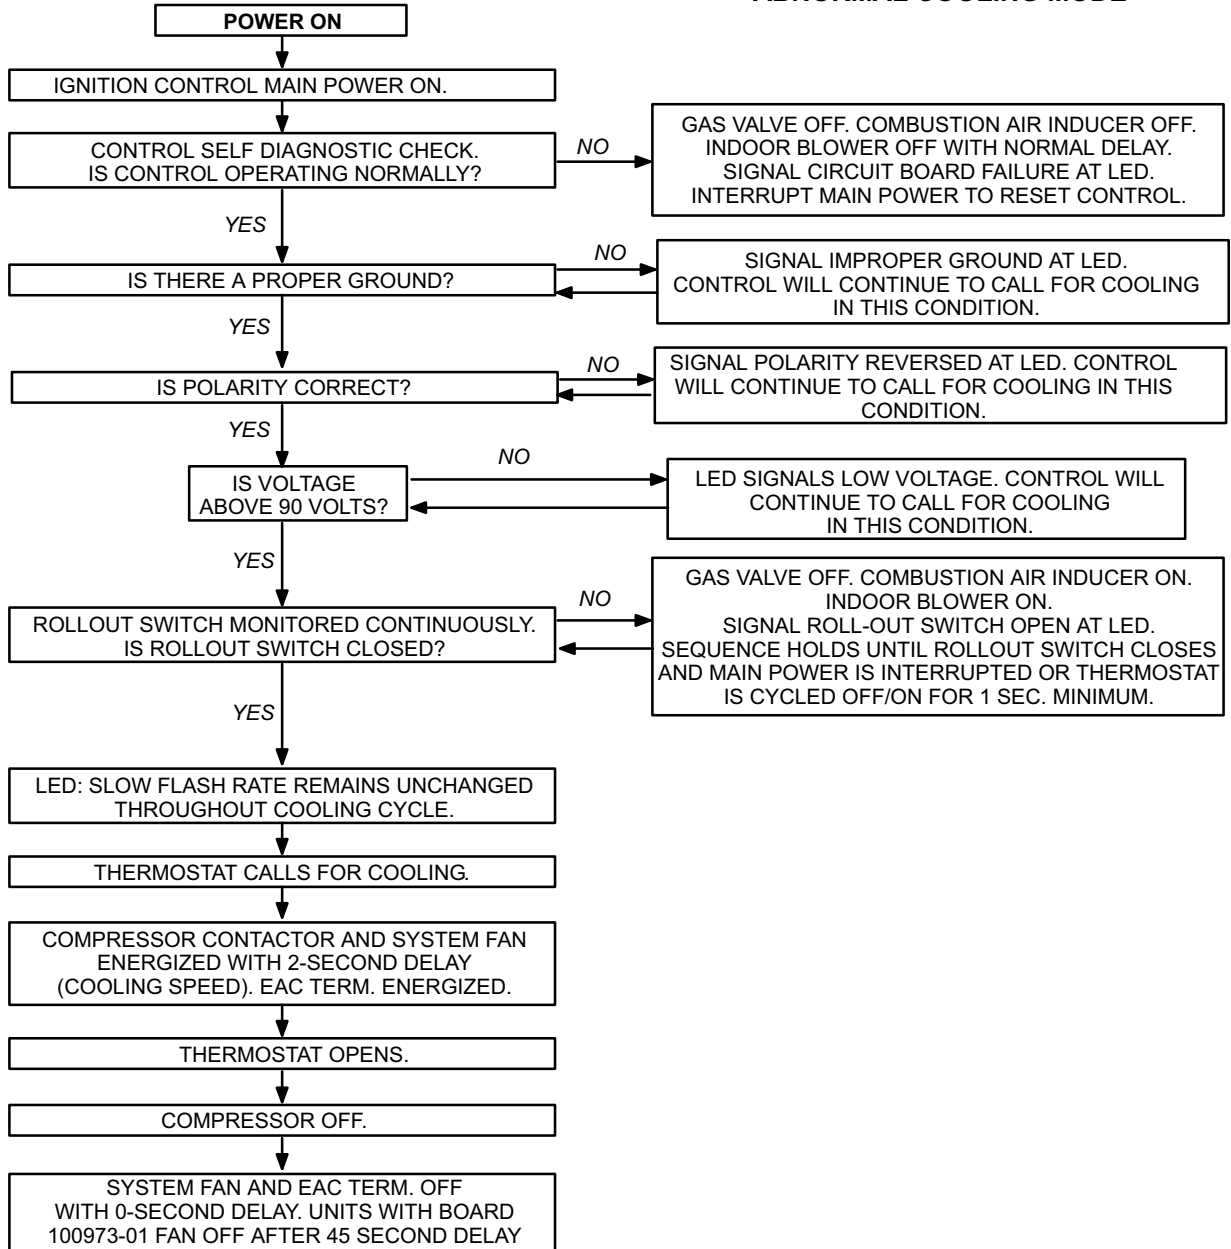 POWER ON
IGNITION CONTROL MAIN POWER ON.
CONTROL SELF DIAGNOSTIC CHECK.
IS CONTROL OPERATING NORMALLY?
NO
GAS VALVE OFF. COMBUSTION AIR INDUCER OFF.
INDOOR BLOWER OFF WITH NORMAL DELAY.
SIGNAL CIRCUIT BOARD FAILURE AT LED.
INTERRUPT MAIN POWER TO RESET CONTROL.
YES
IS THERE A PROPER GROUND?
NO
SIGNAL IMPROPER GROUND AT LED.
CONTROL WILL CONTINUE TO CALL FOR COOLING
IN THIS CONDITION.
YES
IS POLARITY CORRECT?
NO
SIGNAL POLARITY REVERSED AT LED. CONTROL
WILL CONTINUE TO CALL FOR COOLING IN THIS
CONDITION.
YES
IS VOLTAGE
ABOVE 90 VOLTS?
NO
LED SIGNALS LOW VOLTAGE. CONTROL WILL
CONTINUE TO CALL FOR COOLING
IN THIS CONDITION.
YES
ROLLOUT SWITCH MONITORED CONTINUOUSLY.
IS ROLLOUT SWITCH CLOSED?
NO
GAS VALVE OFF. COMBUSTION AIR INDUCER ON.
INDOOR BLOWER ON.
SIGNAL ROLL-OUT SWITCH OPEN AT LED.
SEQUENCE HOLDS UNTIL ROLLOUT SWITCH CLOSES
AND MAIN POWER IS INTERRUPTED OR THERMOSTAT
IS CYCLED OFF/ON FOR 1 SEC. MINIMUM.
YES
LED: SLOW FLASH RATE REMAINS UNCHANGED
THROUGHOUT COOLING CYCLE.
THERMOSTAT CALLS FOR COOLING.
COMPRESSOR CONTACTOR AND SYSTEM FAN
ENERGIZED WITH 2-SECOND DELAY
(COOLING SPEED). EAC TERM. ENERGIZED.
THERMOSTAT OPENS.
COMPRESSOR OFF.
SYSTEM FAN AND EAC TERM. OFF
WITH 0-SECOND DELAY. UNITS WITH BOARD
100973-01 FAN OFF AFTER 45 SECOND DELAY